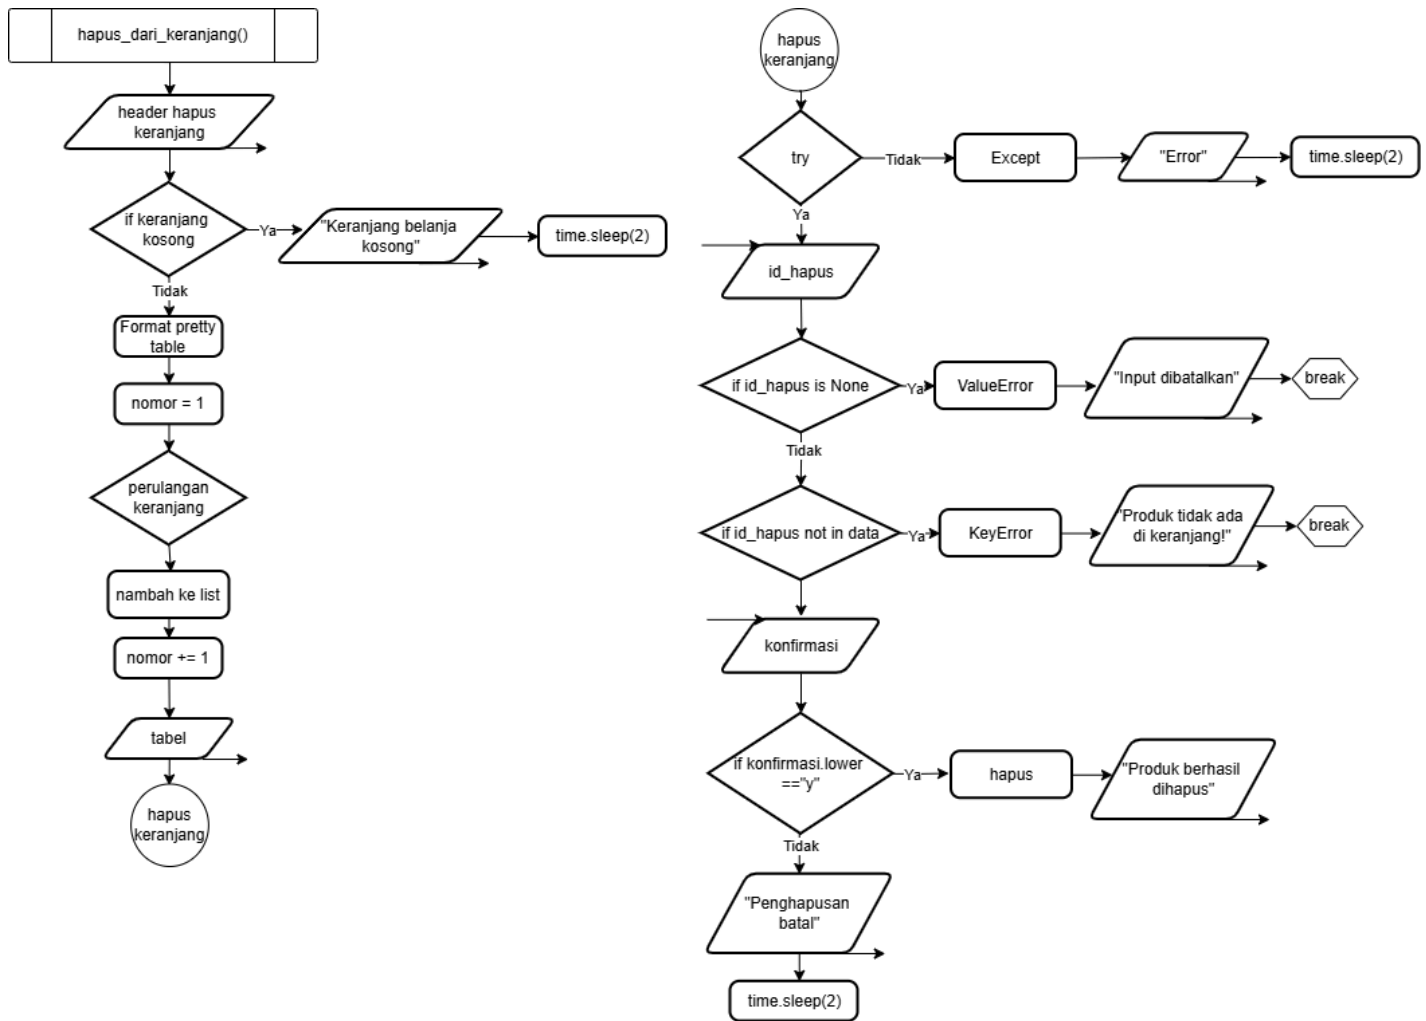 hapus_dari_keranjang()
header hapus
keranjang
if keranjang
kosong
Ya
"Keranjang belanja
kosong"
time.sleep(2)
Tidak
Format pretty
table
nomor = 1
perulangan
keranjang
nambah ke list
nomor += 1
tabel
hapus
keranjang
hapus
keranjang
try
Tidak
Except
"Error"
time.sleep(2)
Ya
id_hapus
if id_hapus is None
Ya
ValueError
"Input dibatalkan"
break
Tidak
if id_hapus not in data
Ya
KeyError
"Produk tidak ada
di keranjang!"
break
konfirmasi
if konfirmasi.lower
=="y"
Ya
hapus
"Produk berhasil
dihapus"
Tidak
"Penghapusan
batal"
time.sleep(2)